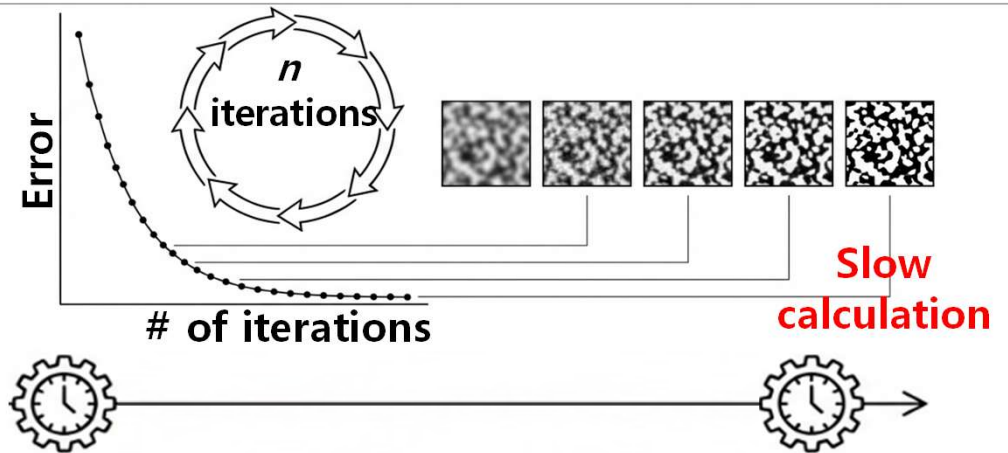 Error
n
iterations
Slow
calculation
# of iterations